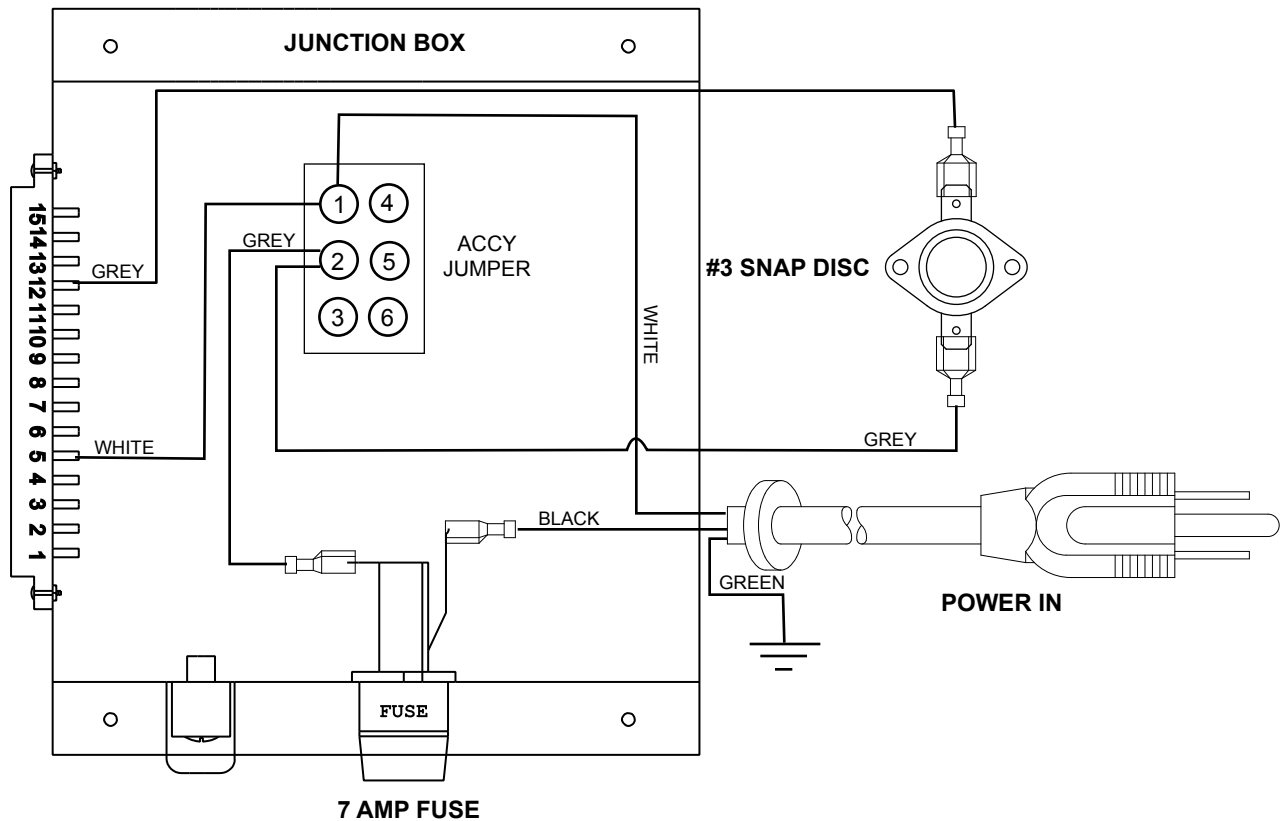 JUNCTION BOX
15
14
13
12
11
10
9
8
7
6
5
4
3
2
1
GREY
WHITE
1
4
2
5
3
6
GREY
ACCY
JUMPER
WHITE
#3 SNAP DISC
GREY
BLACK
GREEN
POWER IN
FUSE
7 AMP FUSE